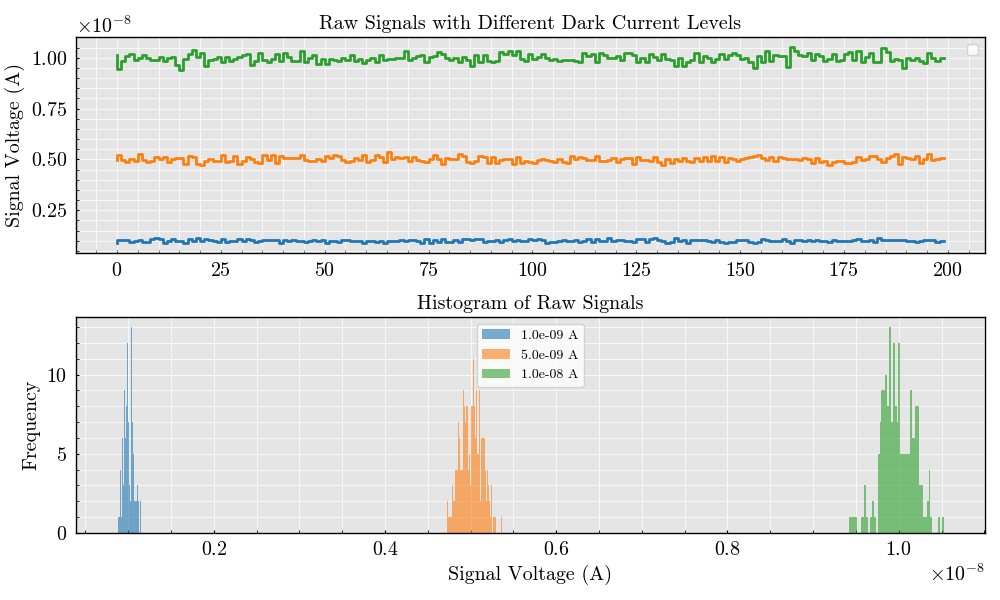 Raw Signals with Different Dark Current Levels
×10⁻⁸
Signal Voltage (A)
1.00
0.75
0.50
0.25
0 25 50 75 100 125 150 175 200
Histogram of Raw Signals
1.0e-09 A
5.0e-09 A
1.0e-08 A
Frequency
10
5
0
0.2 0.4 0.6 0.8 1.0
Signal Voltage (A)
×10⁻⁸